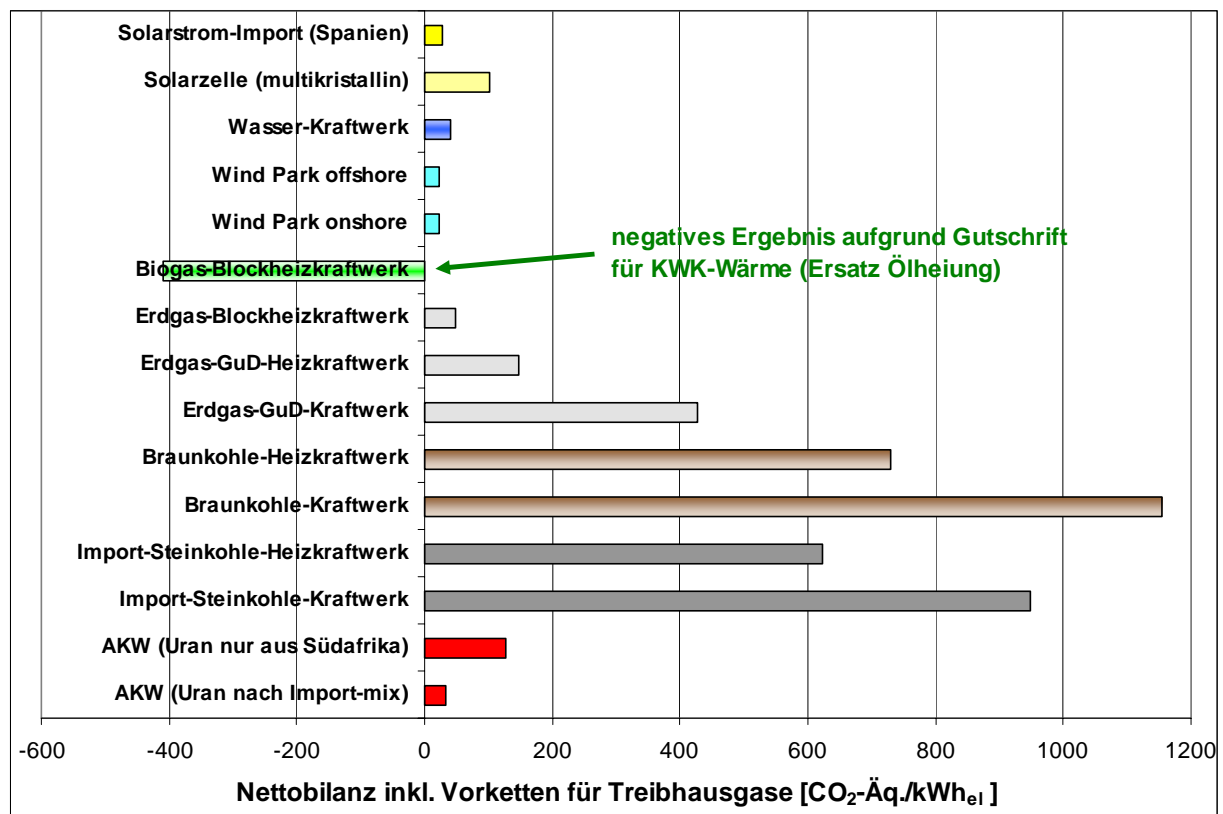 Solarstrom-Import (Spanien)
Solarzelle (multikristallin)
Wasser-Kraftwerk
Wind Park offshore
Wind Park onshore
negatives Ergebnis aufgrund Gutschrift
für KWK-Wärme (Ersatz Ölheiung)
Biogas-Blockheizkraftwerk
Erdgas-Blockheizkraftwerk
Erdgas-GuD-Heizkraftwerk
Erdgas-GuD-Kraftwerk
Braunkohle-Heizkraftwerk
Braunkohle-Kraftwerk
Import-Steinkohle-Heizkraftwerk
Import-Steinkohle-Kraftwerk
AKW (Uran nur aus Südafrika)
AKW (Uran nach Import-mix)
-600 -400 -200 0 200 400 600 800 1000 1200
Nettobilanz inkl. Vorketten für Treibhausgase [CO₂-Äq./kWhel ]